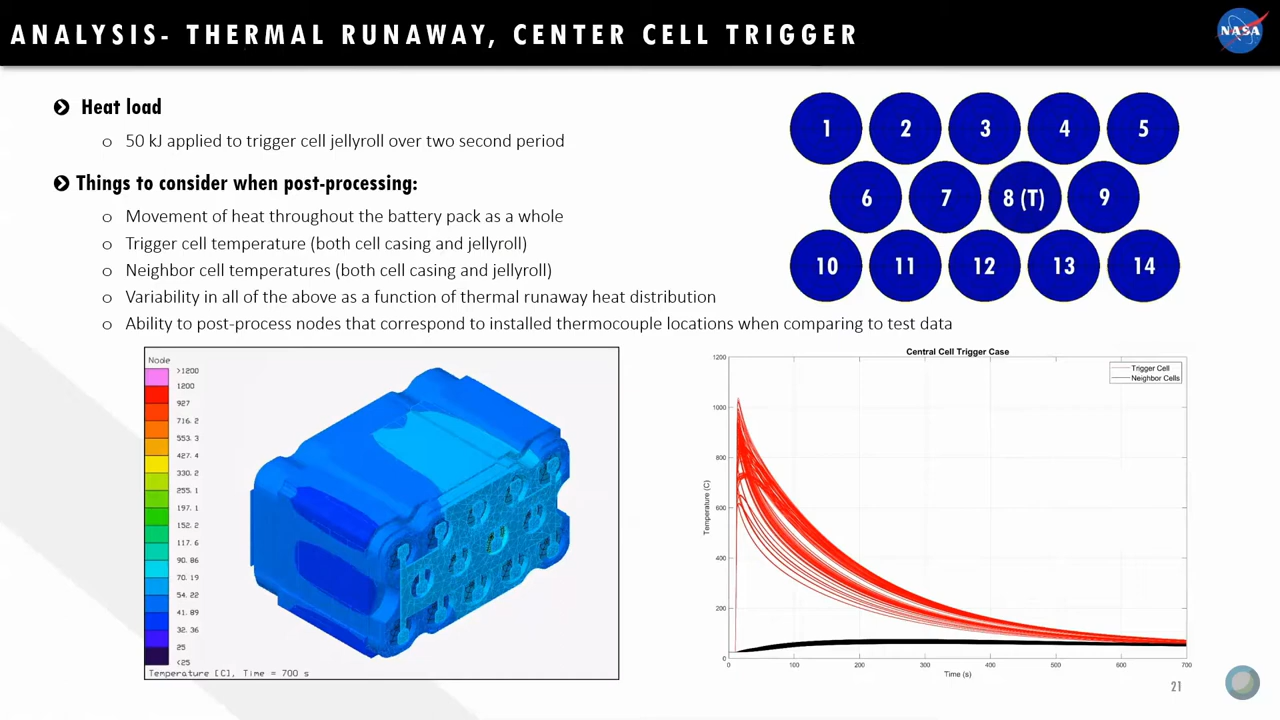 ANALYSIS- THERMAL RUNAWAY, CENTER CELL TRIGGER
NASA
Heat load
o 50 kJ applied to trigger cell jellyroll over two second period
Things to consider when post-processing:
o Movement of heat throughout the battery pack as a whole
o Trigger cell temperature (both cell casing and jellyroll)
o Neighbor cell temperatures (both cell casing and jellyroll)
o Variability in all of the above as a function of thermal runaway heat distribution
o Ability to post-process nodes that correspond to installed thermocouple locations when comparing to test data
1 2 3 4 5
6 7 8 (T) 9
10 11 12 13 14
Node
>1200
1200
927
716.2
553.3
427.4
330.2
255.1
197.1
152.2
117.6
90.86
70.19
54.22
41.89
32.36
25
<25
Temperature [C], Time = 700 s
Central Cell Trigger Case
Trigger Cell
Neighbor Cells
Temperature (C)
1200
1000
800
600
400
200
0
0 100 200 300 400 500 600 700
Time (s)
21